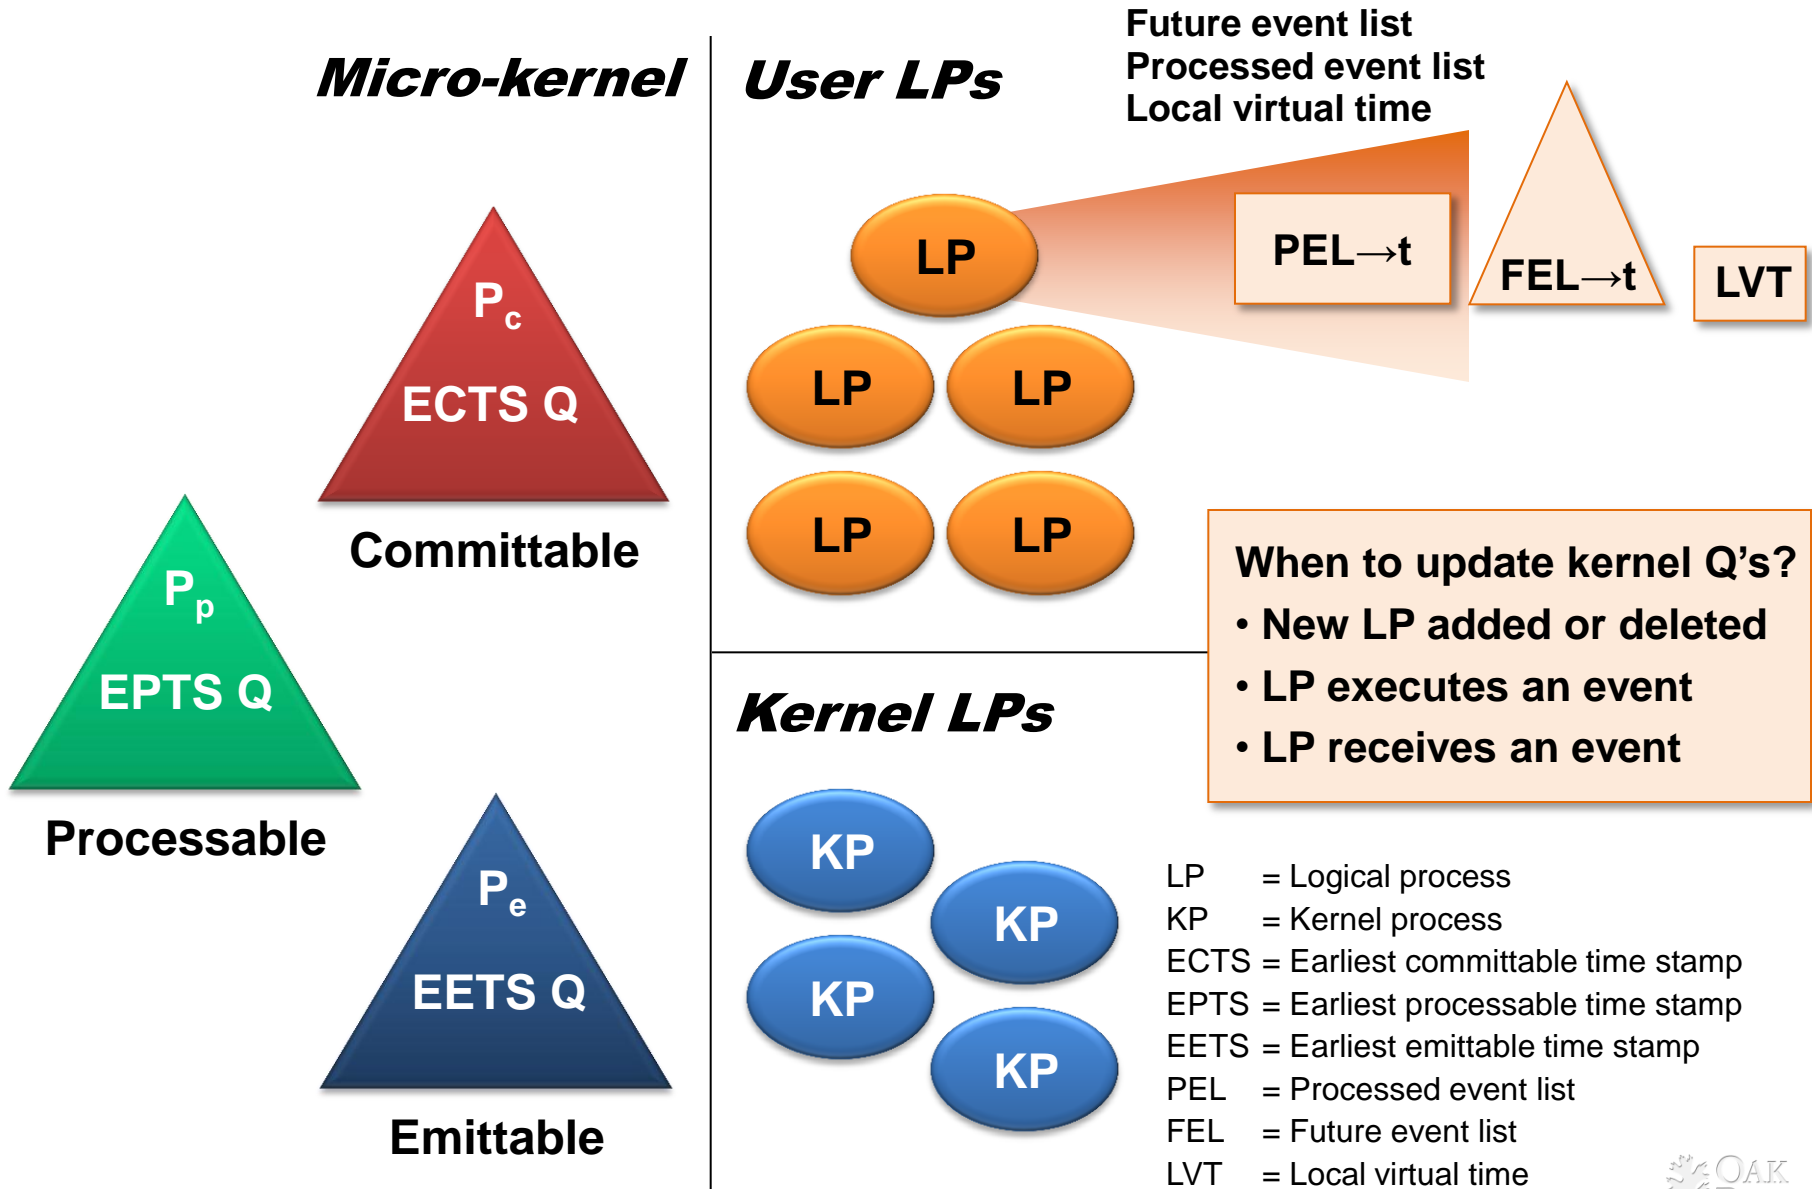 Micro-kernel
Pc
ECTS Q
Committable
Pp
EPTS Q
Processable
Pe
EETS Q
Emittable
User LPs
Future event list
Processed event list
Local virtual time
LP
PEL→t
FEL→t
LVT
LP LP
LP LP
When to update kernel Q’s?
• New LP added or deleted
• LP executes an event
• LP receives an event
Kernel LPs
KP
KP
KP
KP
LP = Logical process
KP = Kernel process
ECTS = Earliest committable time stamp
EPTS = Earliest processable time stamp
EETS = Earliest emittable time stamp
PEL = Processed event list
FEL = Future event list
LVT = Local virtual time
OAK